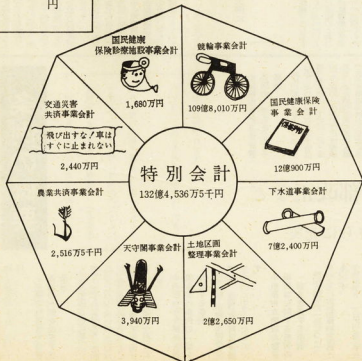 円
特別会計
132億4,536万5千円
国民健康
保険診療施設事業会計
1,680万円
競輪事業会計
109億8,010万円
国民健康保険
事業会計
12億900万円
下水道事業会計
7億2,400万円
土地区画
整理事業会計
2億2,650万円
天守閣事業会計
3,940万円
農業共済事業会計
2,516万5千円
交通災害
共済事業会計
飛び出すな！車は
すぐに止まれない
2,440万円